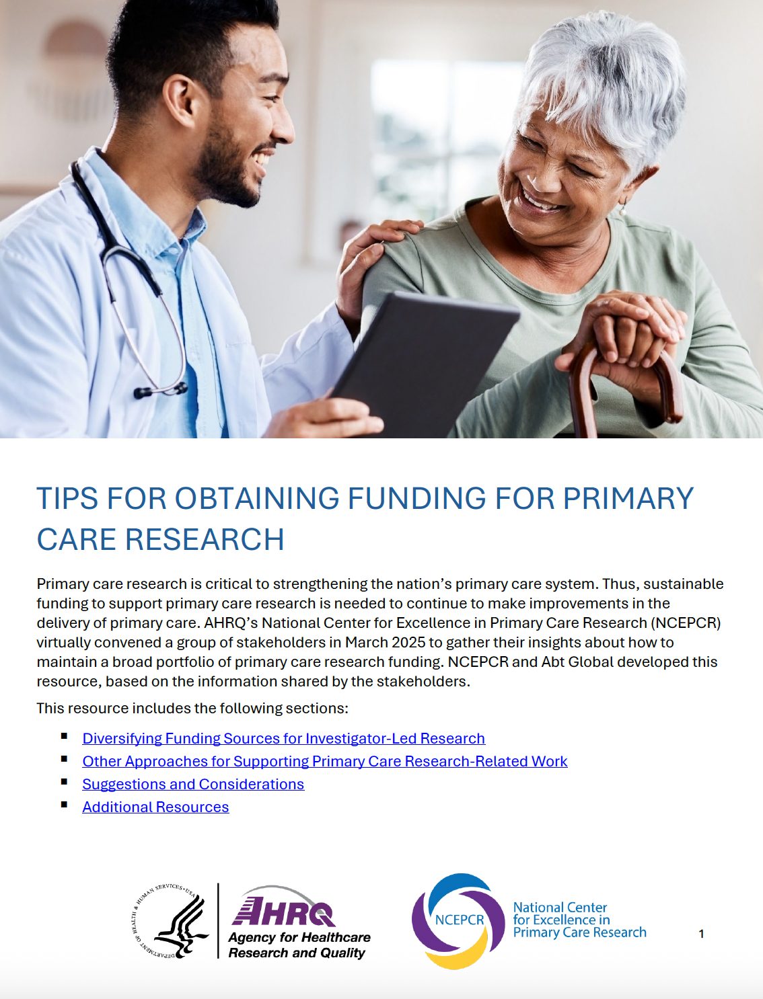 TIPS FOR OBTAINING FUNDING FOR PRIMARY
CARE RESEARCH
Primary care research is critical to strengthening the nation’s primary care system. Thus, sustainable
funding to support primary care research is needed to continue to make improvements in the
delivery of primary care. AHRQ’s National Center for Excellence in Primary Care Research (NCEPCR)
virtually convened a group of stakeholders in March 2025 to gather their insights about how to
maintain a broad portfolio of primary care research funding. NCEPCR and Abt Global developed this
resource, based on the information shared by the stakeholders.
This resource includes the following sections:
▪ Diversifying Funding Sources for Investigator-Led Research
▪ Other Approaches for Supporting Primary Care Research-Related Work
▪ Suggestions and Considerations
▪ Additional Resources
DEPARTMENT OF HEALTH & HUMAN SERVICES • USA
AHRQ
Agency for Healthcare
Research and Quality
NCEPCR
National Center
for Excellence in
Primary Care Research
1